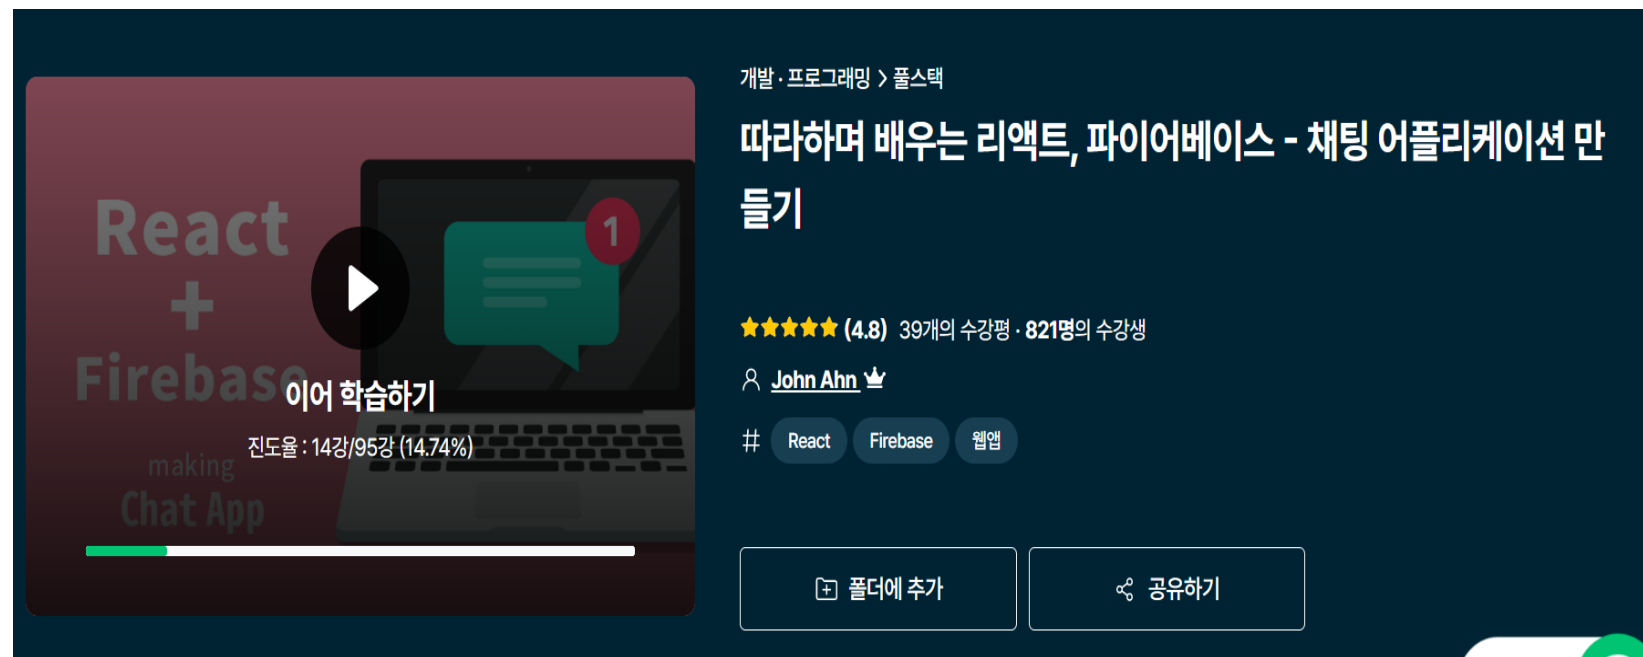 React
+
Firebase
making
Chat App
1
이어 학습하기
진도율 : 14강/95강 (14.74%)
개발 · 프로그래밍 > 풀스택
따라하며 배우는 리액트, 파이어베이스 - 채팅 어플리케이션 만
들기
(4.8) 39개의 수강평 · 821명의 수강생
John Ahn
# React Firebase 웹앱
폴더에 추가 공유하기